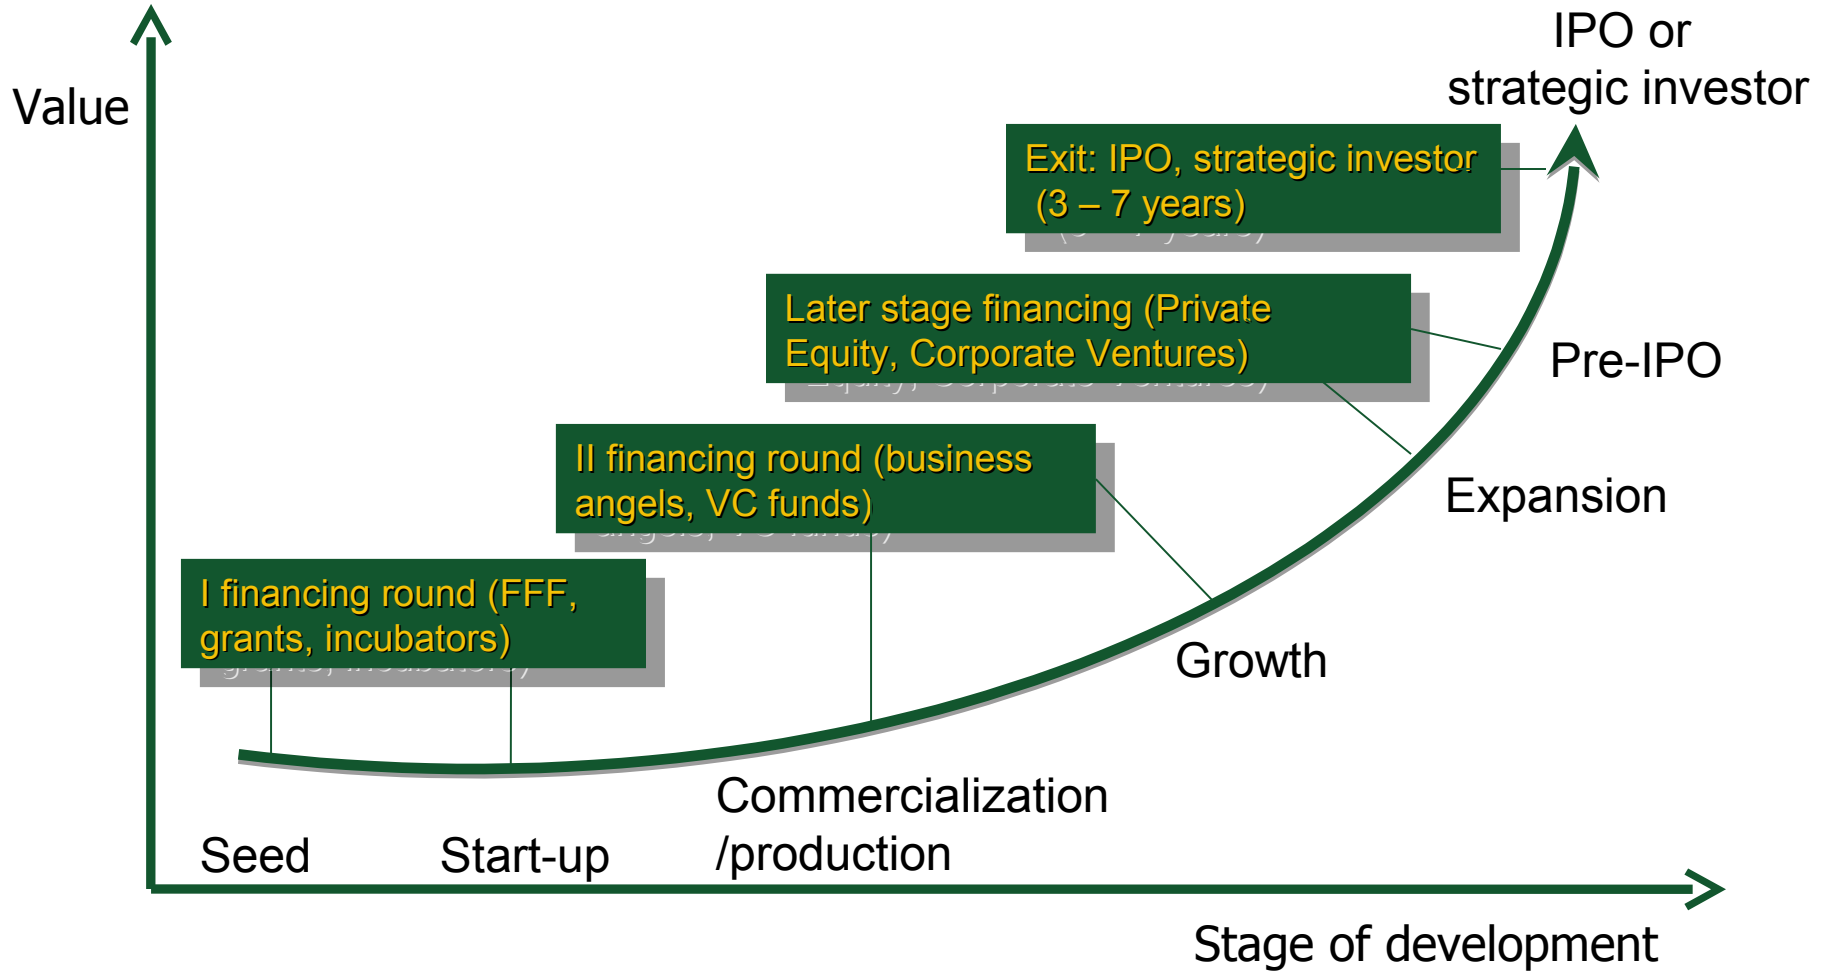 IPO or
strategic investor
Value
Exit: IPO, strategic investor
(3 – 7 years)
Later stage financing (Private
Equity, Corporate Ventures)
Pre-IPO
II financing round (business
angels, VC funds)
Expansion
I financing round (FFF,
grants, incubators)
Growth
Commercialization
/production
Seed
Start-up
Stage of development